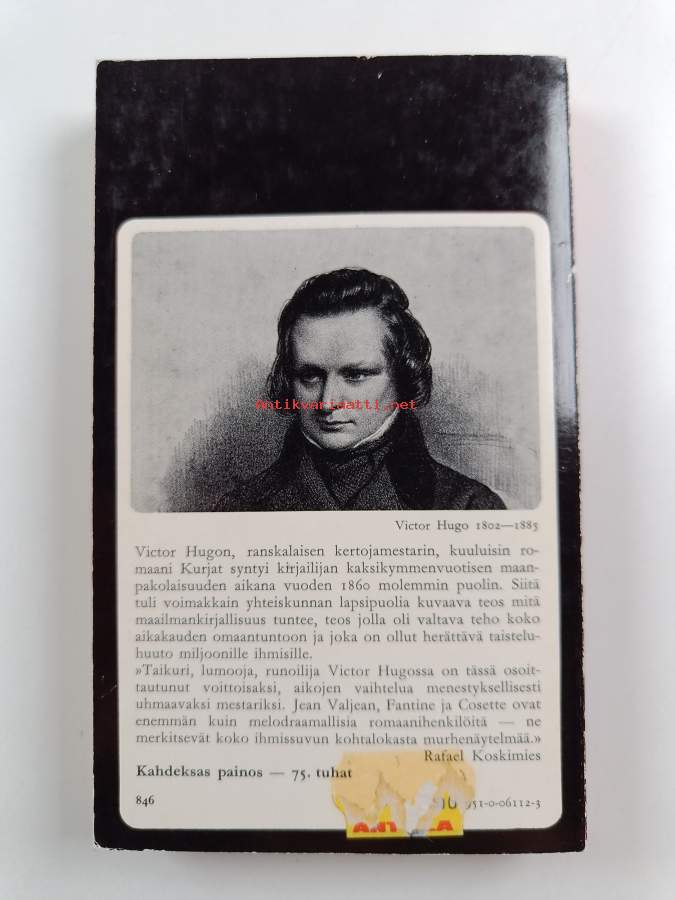 Antikvariaatti.net
Victor Hugo 1802—1885
Victor Hugon, ranskalaisen kertojamestarin, kuuluisin ro-
maani Kurjat syntyi kirjailijan kaksikymmenvuotisen maan-
pakolaisuuden aikana vuoden 1860 molemmin puolin. Siitä
tuli voimakkain yhteiskunnan lapsipuolia kuvaava teos mitä
maailmankirjallisuus tuntee, teos jolla oli valtava teho koko
aikakauden omaantuntoon ja joka on ollut herättävä taistelu-
huuto miljoonille ihmisille.
»Taikuri, lumooja, runoilija Victor Hugossa on tässä osoit-
tautunut voittoisaksi, aikojen vaihtelua menestyksellisesti
uhmaavaksi mestariksi. Jean Valjean, Fantine ja Cosette ovat
enemmän kuin melodraamallisia romaanihenkilöitä — ne
merkitsevät koko ihmissuvun kohtalokasta murhenäytelmää.»
Rafael Koskimies
Kahdeksas painos — 75. tuhat
846
951-0-06112-3